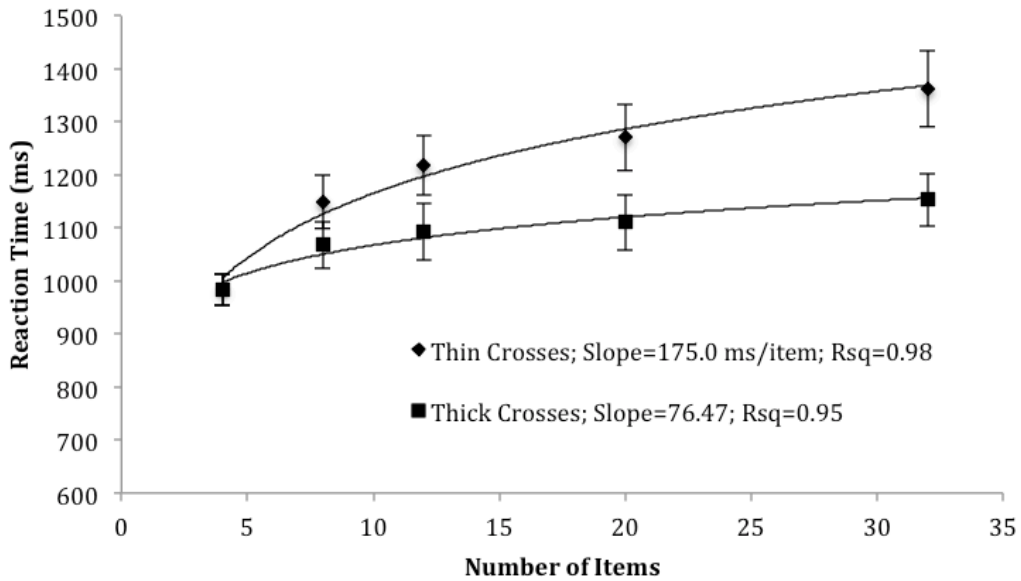 1500
1400
1300
1200
1100
1000
900
800
700
600
Reaction Time (ms)
Thin Crosses; Slope=175.0 ms/item; Rsq=0.98
Thick Crosses; Slope=76.47; Rsq=0.95
0 5 10 15 20 25 30 35
Number of Items